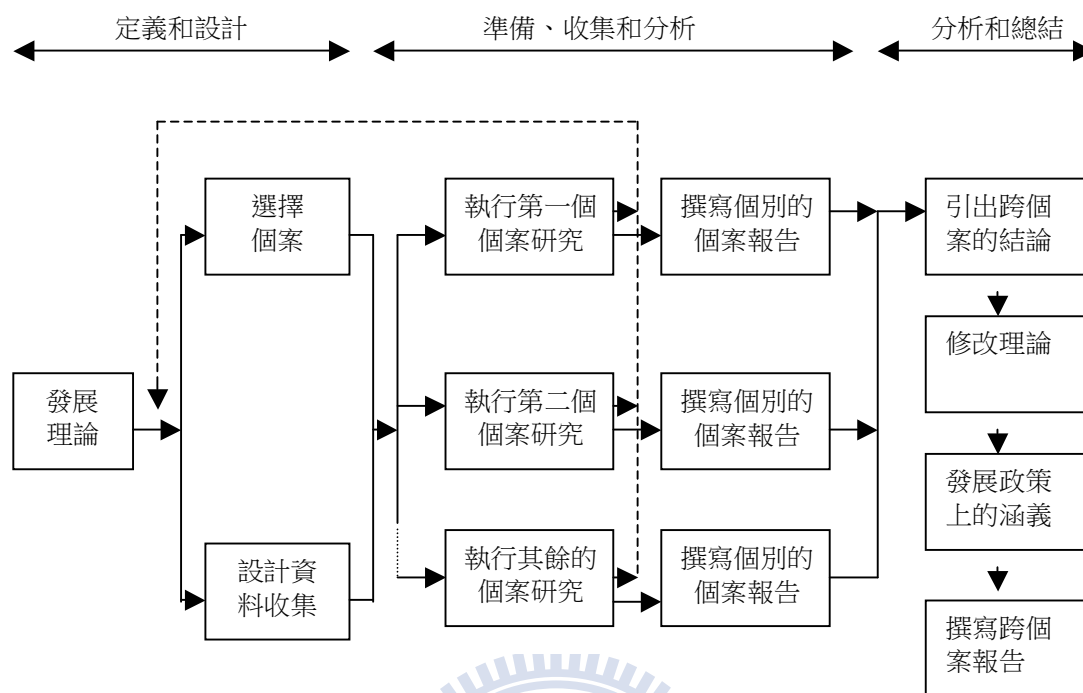 定義和設計
準備、收集和分析
分析和總結
選擇
個案
執行第一個
個案研究
撰寫個別的
個案報告
引出跨個
案的結論
修改理論
發展
理論
執行第二個
個案研究
撰寫個別的
個案報告
發展政策
上的涵義
設計資
料收集
執行其餘的
個案研究
撰寫個別的
個案報告
撰寫跨個
案報告